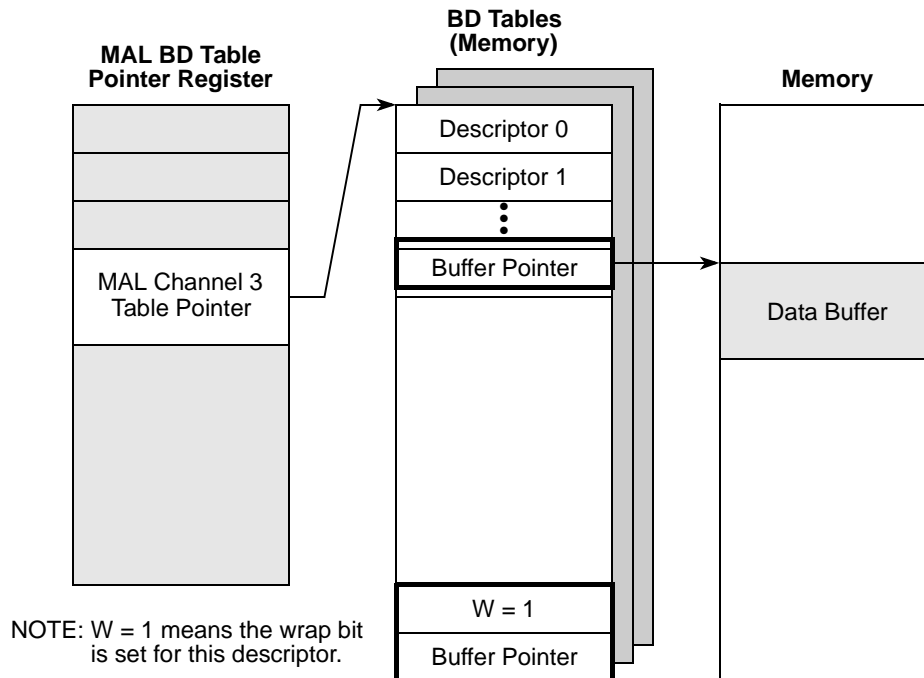 MAL BD Table
Pointer Register
BD Tables
(Memory)
Memory
Descriptor 0
Descriptor 1
Buffer Pointer
MAL Channel 3
Table Pointer
Data Buffer
W = 1
Buffer Pointer
NOTE: W = 1 means the wrap bit
is set for this descriptor.